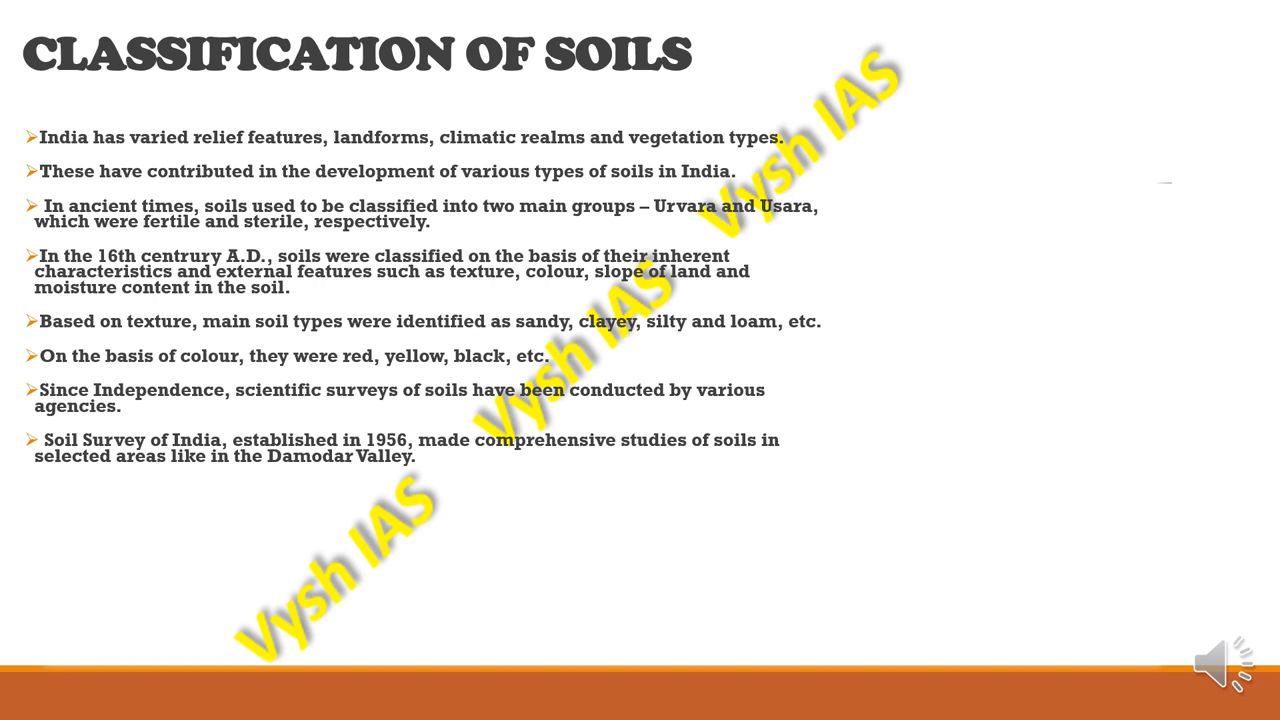 CLASSIFICATION OF SOILS
➢India has varied relief features, landforms, climatic realms and vegetation types.
➢These have contributed in the development of various types of soils in India.
➢ In ancient times, soils used to be classified into two main groups – Urvara and Usara,
which were fertile and sterile, respectively.
➢In the 16th centrury A.D., soils were classified on the basis of their inherent
characteristics and external features such as texture, colour, slope of land and
moisture content in the soil.
➢Based on texture, main soil types were identified as sandy, clayey, silty and loam, etc.
➢On the basis of colour, they were red, yellow, black, etc.
➢Since Independence, scientific surveys of soils have been conducted by various
agencies.
➢ Soil Survey of India, established in 1956, made comprehensive studies of soils in
selected areas like in the Damodar Valley.
Vysh IAS
Vysh IAS
Vysh IAS